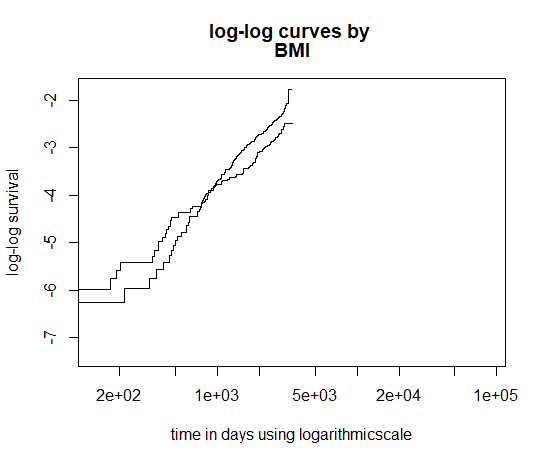 log-log curves by
BMI
log-log survival
-2
-3
-4
-5
-6
-7
2e+02 1e+03 5e+03 2e+04 1e+05
time in days using logarithmicscale